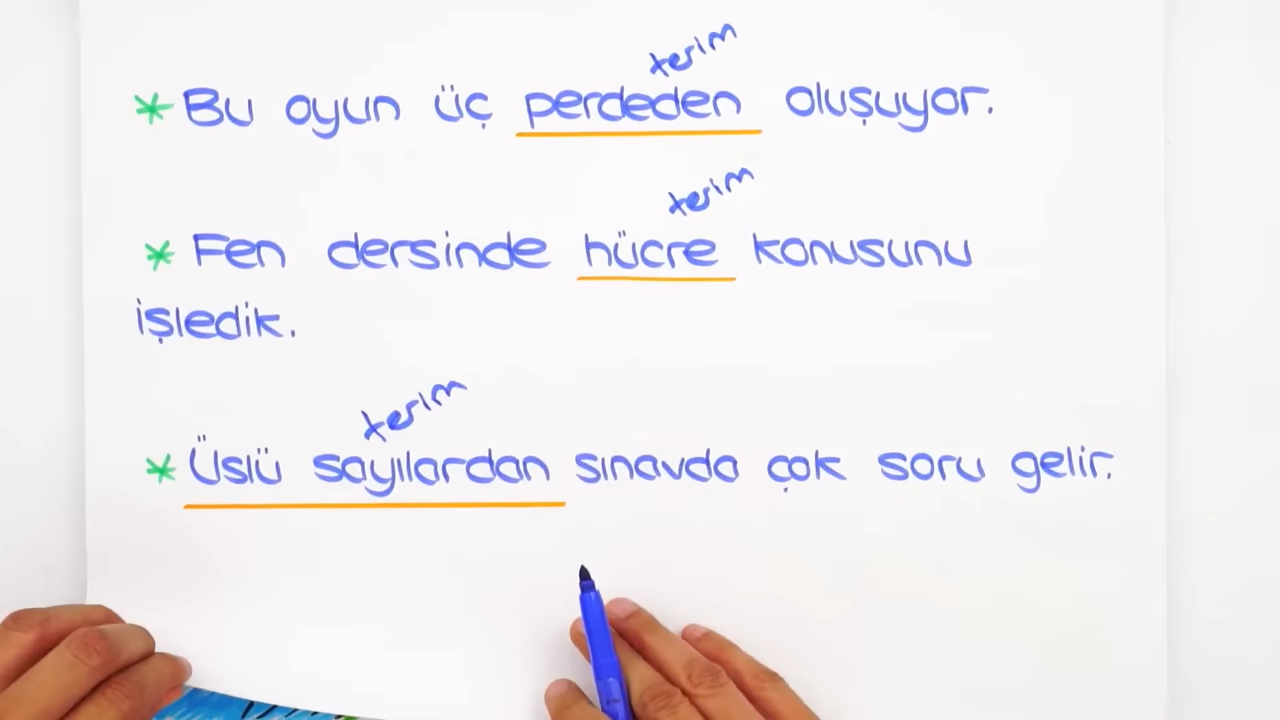 terim
* Bu oyun üç perdeden oluşuyor.
terim
* Fen dersinde hücre konusunu
işledik.
terim
* Üslü sayılardan sınavda çok soru gelir.